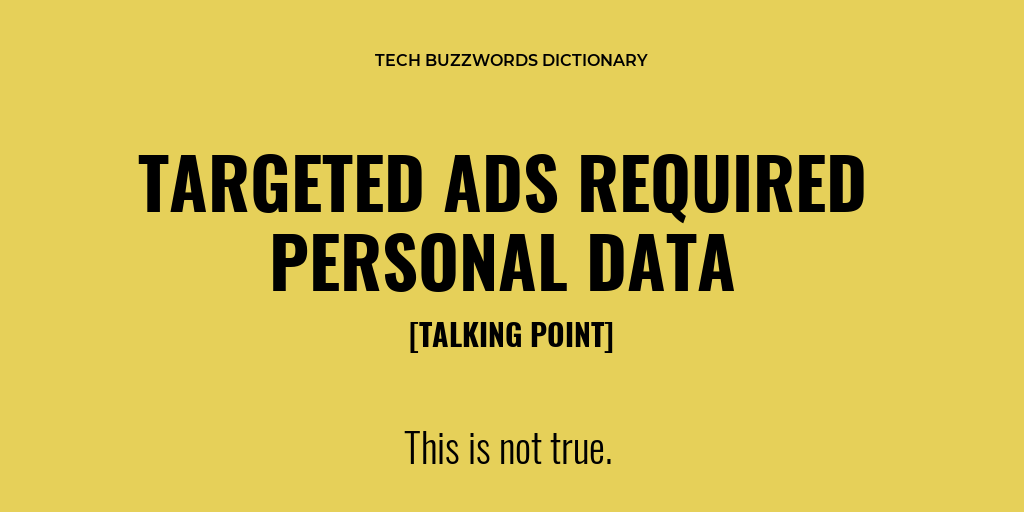 TECH BUZZWORDS DICTIONARY
TARGETED ADS REQUIRED
PERSONAL DATA
[TALKING POINT]
This is not true.